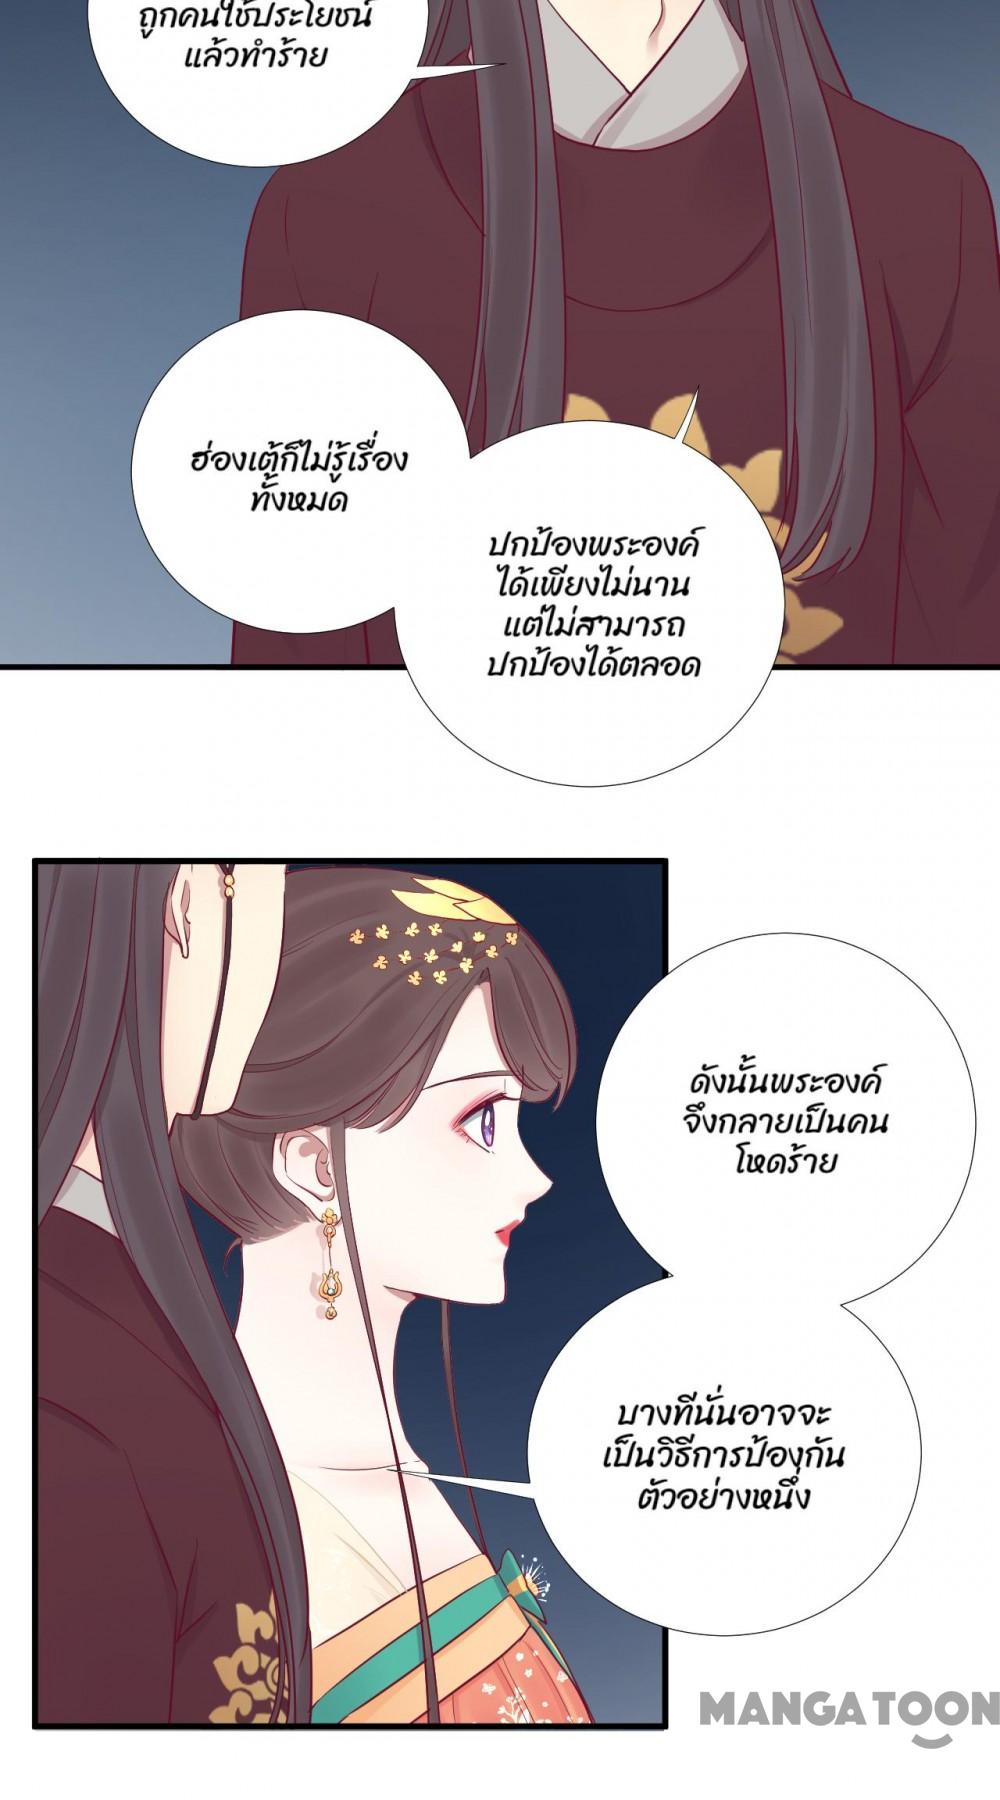 ถูกคนใช้ประโยชน์
แล้วทำร้าย
ฮ่องเต้ก็ไม่รู้เรื่อง
ทั้งหมด
ปกป้องพระองค์
ได้เพียงไม่นาน
แต่ไม่สามารถ
ปกป้องได้ตลอด
ดังนั้นพระองค์
จึงกลายเป็นคน
โหดร้าย
บางทีนั่นอาจจะ
เป็นวิธีการป้องกัน
ตัวอย่างหนึ่ง
MANGATOON